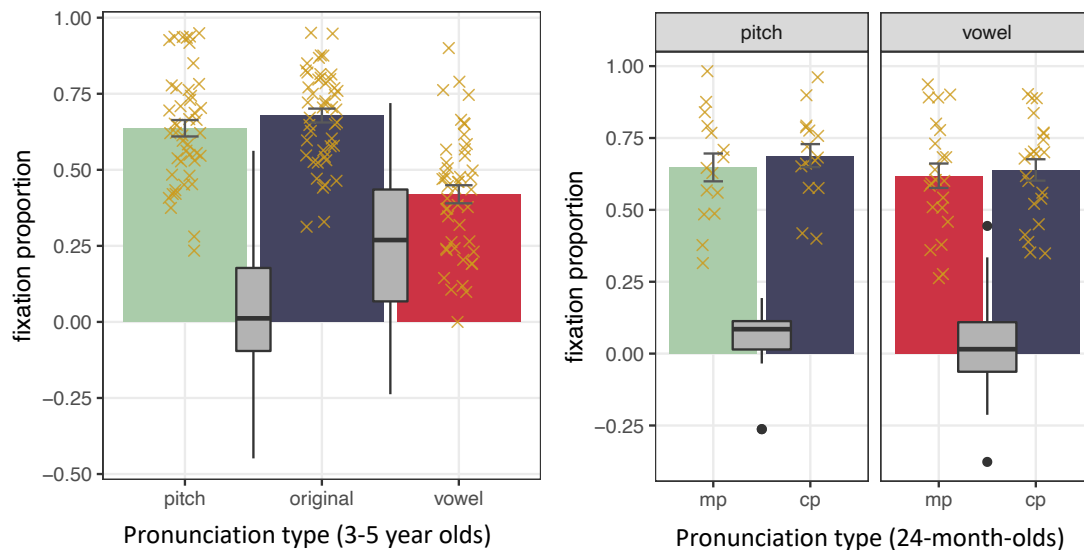 fixation proportion
1.00
0.75
0.50
0.25
0.00
−0.25
−0.50
pitch original vowel
Pronunciation type (3-5 year olds)
pitch vowel
fixation proportion
1.00
0.75
0.50
0.25
0.00
−0.25
mp cp mp cp
Pronunciation type (24-month-olds)